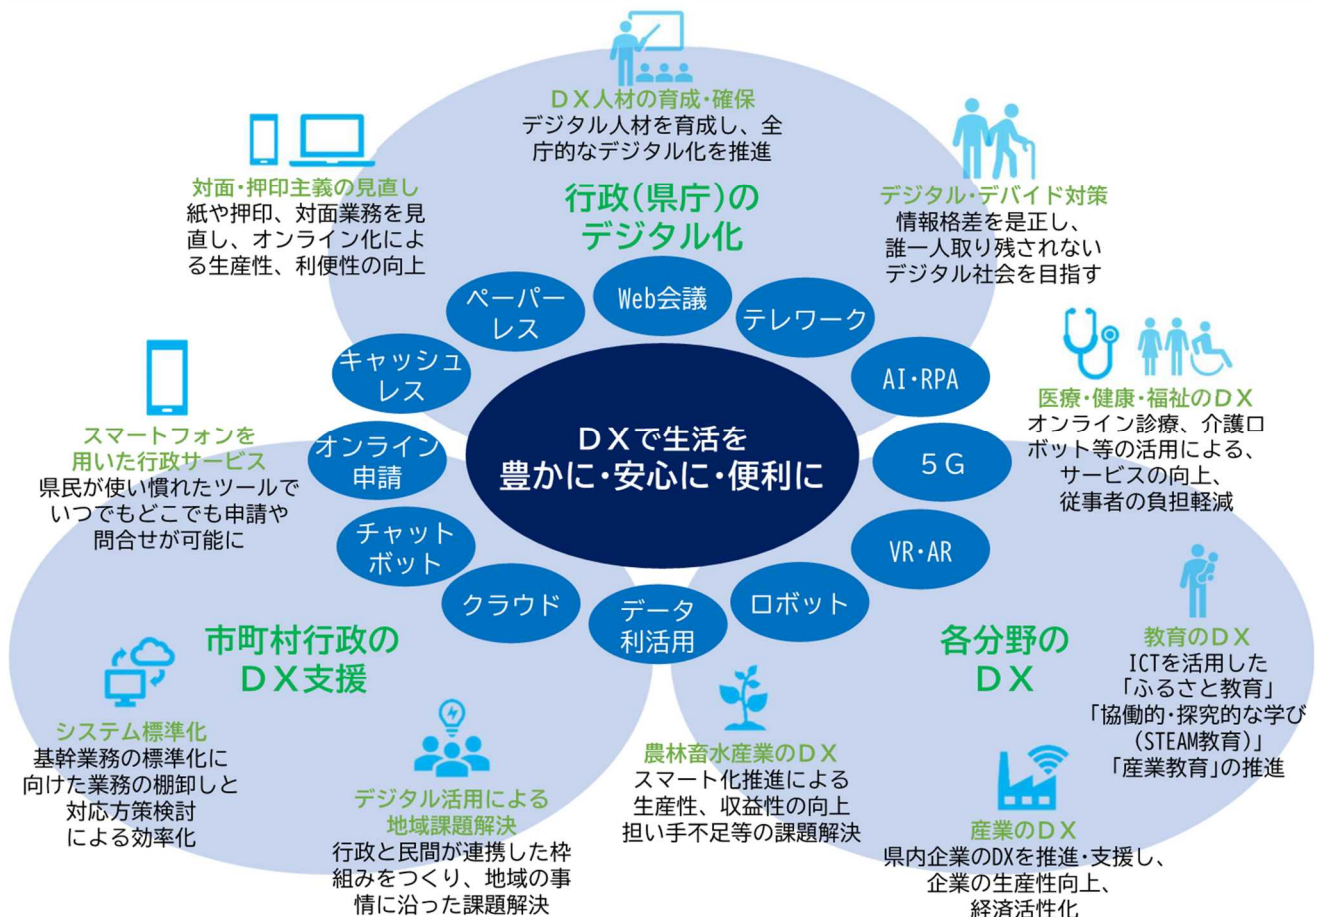 DX人材の育成・確保
デジタル人材を育成し、全
庁的なデジタル化を推進
対面・押印主義の見直し
紙や押印、対面業務を見
直し、オンライン化によ
る生産性、利便性の向上
行政(県庁)の
デジタル化
デジタル・デバイド対策
情報格差を是正し、
誰一人取り残されない
デジタル社会を目指す
ペーパー
レス
Web会議
テレワーク
キャッシュ
レス
AI・RPA
オンライン
申請
5G
チャット
ボット
VR・AR
クラウド
データ
利活用
ロボット
DXで生活を
豊かに・安心に・便利に
スマートフォンを
用いた行政サービス
県民が使い慣れたツールで
いつでもどこでも申請や
問合せが可能に
医療・健康・福祉のDX
オンライン診療、介護ロ
ボット等の活用による、
サービスの向上、
従事者の負担軽減
市町村行政の
DX支援
システム標準化
基幹業務の標準化に
向けた業務の棚卸しと
対応方策検討
による効率化
デジタル活用による
地域課題解決
行政と民間が連携した枠
組みをつくり、地域の事
情に沿った課題解決
各分野の
DX
農林畜水産業のDX
スマート化推進による
生産性、収益性の向上
担い手不足等の課題解決
教育のDX
ICTを活用した
「ふるさと教育」
「協働的・探究的な学び
(STEAM教育)」
「産業教育」の推進
産業のDX
県内企業のDXを推進・支援し、
企業の生産性向上、
経済活性化